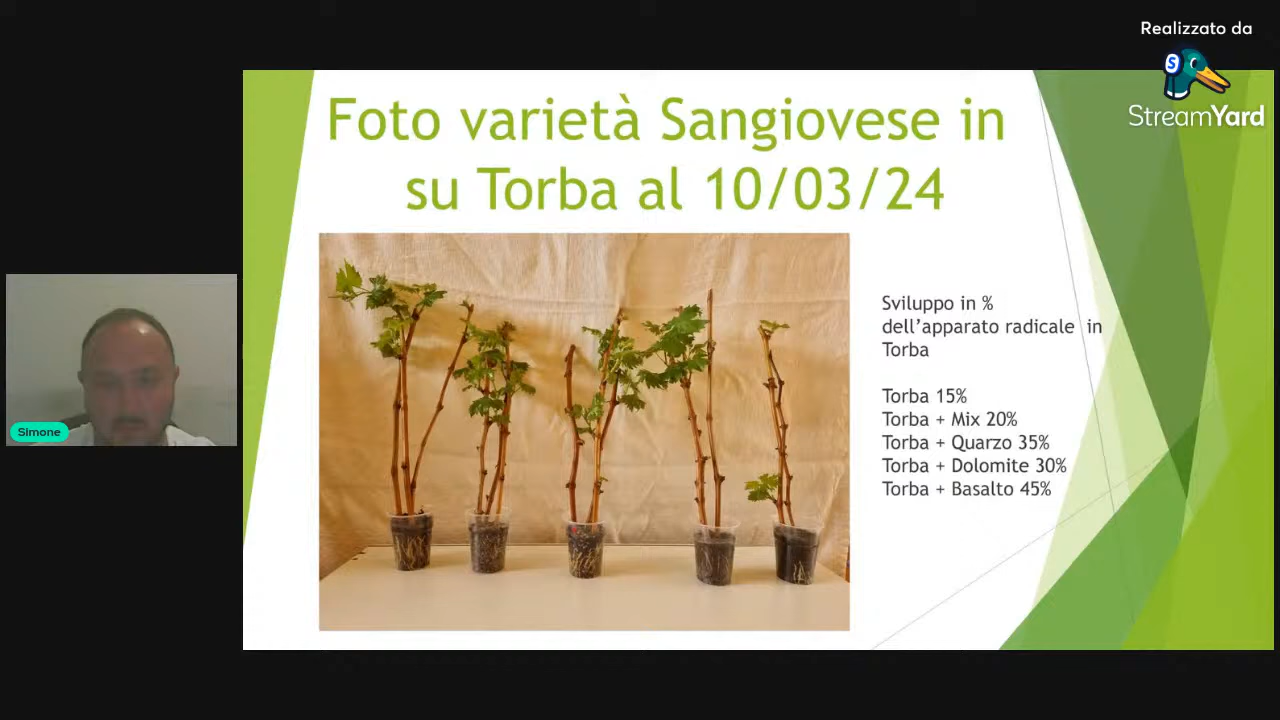 Realizzato da
StreamYard
Foto varietà Sangiovese in
su Torba al 10/03/24
Sviluppo in %
dell’apparato radicale in
Torba
Torba 15%
Torba + Mix 20%
Torba + Quarzo 35%
Torba + Dolomite 30%
Torba + Basalto 45%
Simone